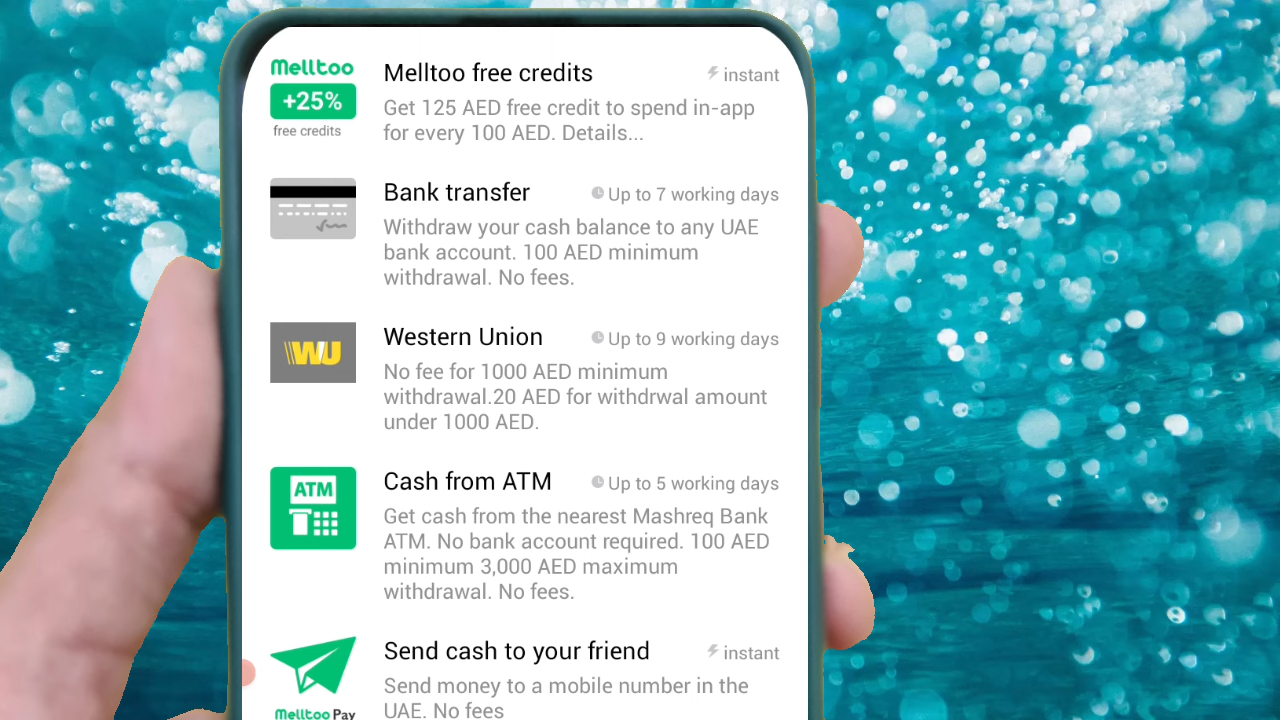 Melltoo
+25%
free credits
Melltoo free credits
instant
Get 125 AED free credit to spend in-app
for every 100 AED. Details...
Bank transfer
Up to 7 working days
Withdraw your cash balance to any UAE
bank account. 100 AED minimum
withdrawal. No fees.
WU
Western Union
Up to 9 working days
No fee for 1000 AED minimum
withdrawal.20 AED for withdrwal amount
under 1000 AED.
ATM
Cash from ATM
Up to 5 working days
Get cash from the nearest Mashreq Bank
ATM. No bank account required. 100 AED
minimum 3,000 AED maximum
withdrawal. No fees.
Melltoo Pay
Send cash to your friend
instant
Send money to a mobile number in the
UAE. No fees